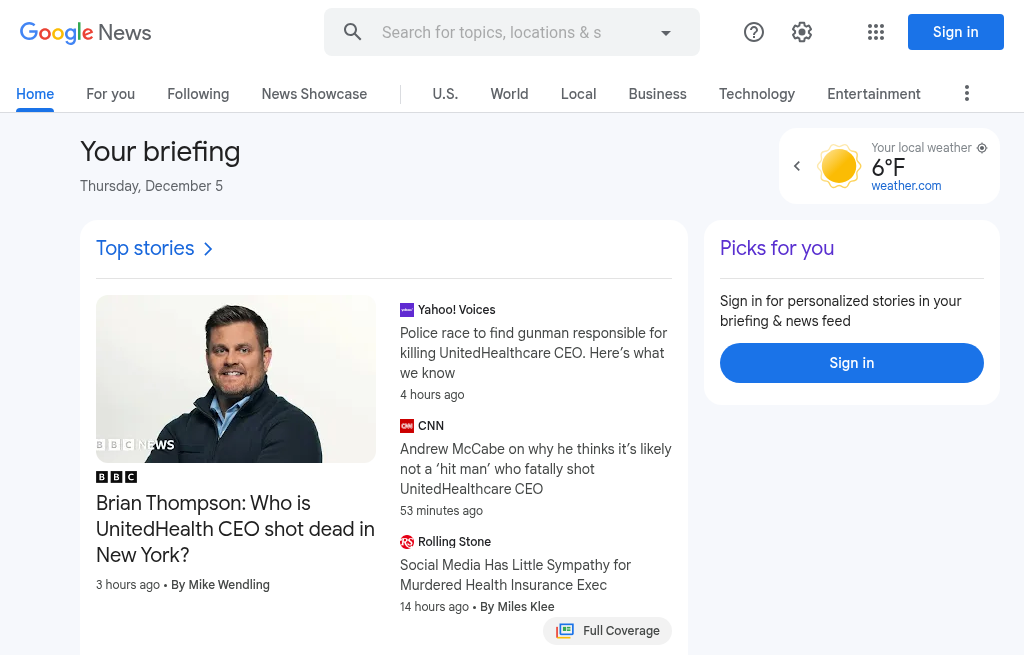 Google News
Search for topics, locations & s
Sign in
Home
For you
Following
News Showcase
U.S.
World
Local
Business
Technology
Entertainment
Your briefing
Thursday, December 5
Your local weather
6°F
weather.com
Top stories
BBC NEWS
BBC
Brian Thompson: Who is
UnitedHealth CEO shot dead in
New York?
3 hours ago • By Mike Wendling
Yahoo! Voices
Police race to find gunman responsible for
killing UnitedHealthcare CEO. Here’s what
we know
4 hours ago
CNN
Andrew McCabe on why he thinks it’s likely
not a ‘hit man’ who fatally shot
UnitedHealthcare CEO
53 minutes ago
Rolling Stone
Social Media Has Little Sympathy for
Murdered Health Insurance Exec
14 hours ago • By Miles Klee
Full Coverage
Picks for you
Sign in for personalized stories in your
briefing & news feed
Sign in